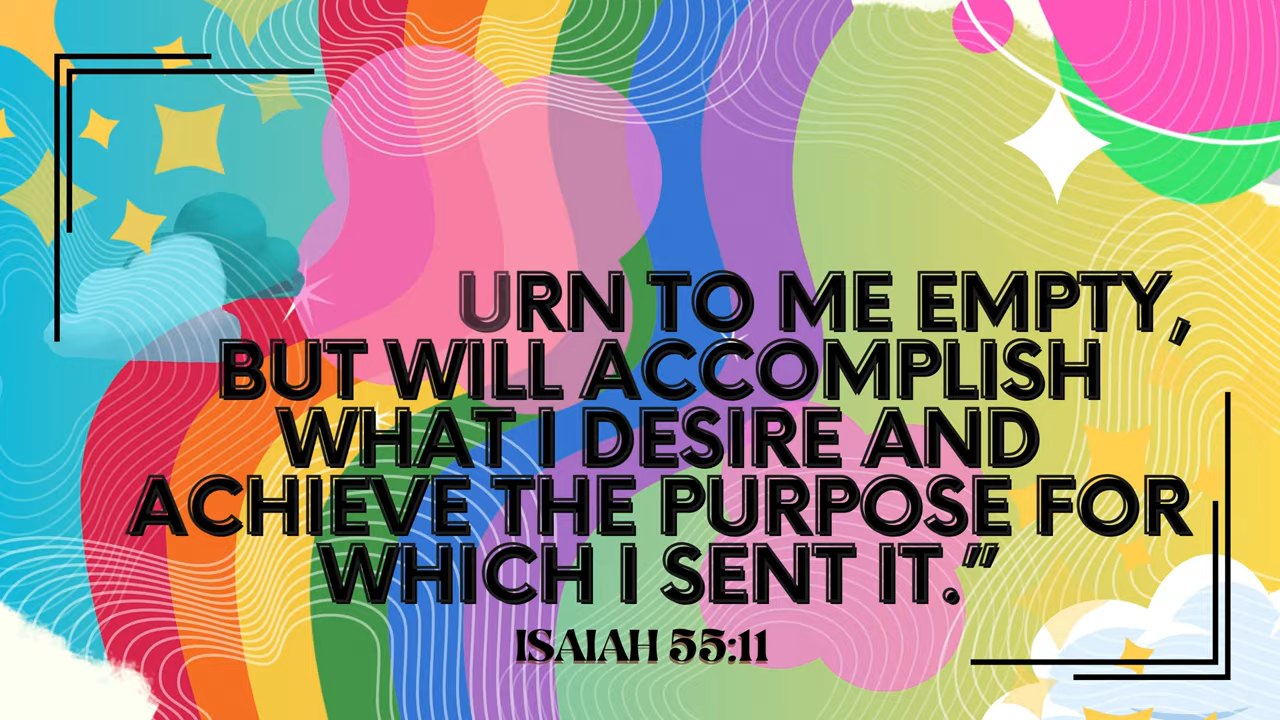 URN TO ME EMPTY,
BUT WILL ACCOMPLISH
WHAT I DESIRE AND
ACHIEVE THE PURPOSE FOR
WHICH I SENT IT.”
ISAIAH 55:11